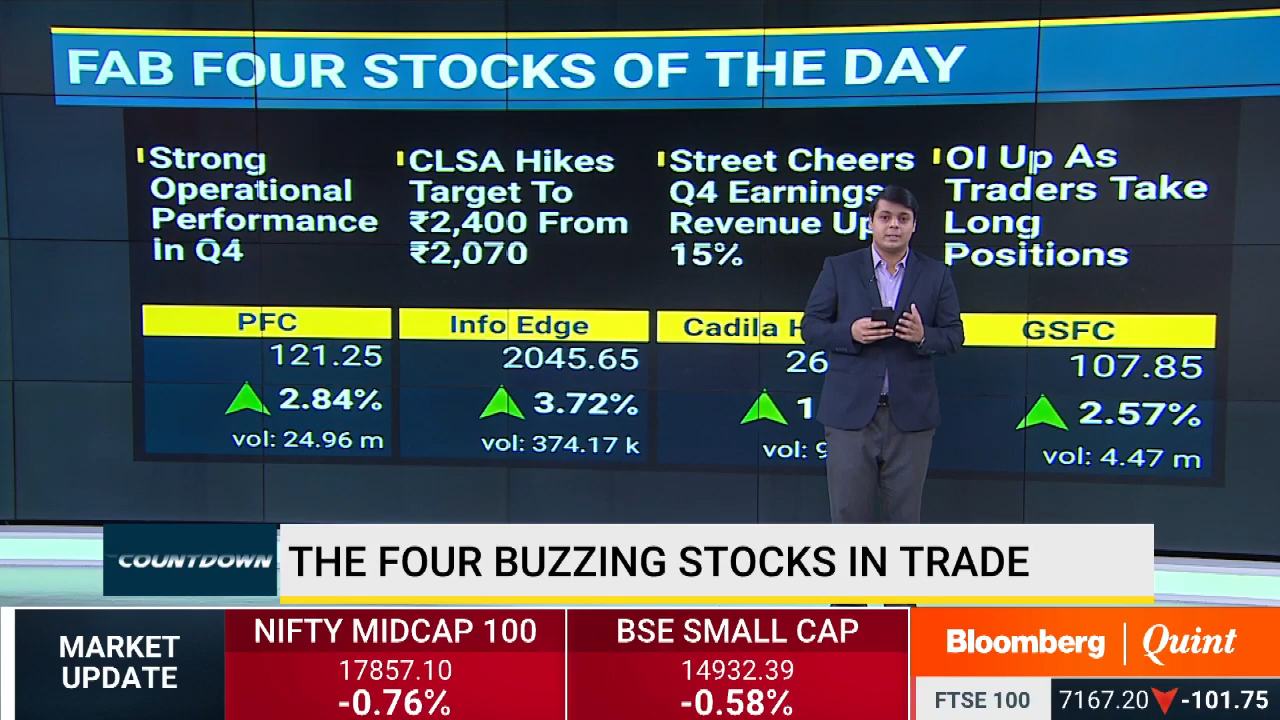 FAB FOUR STOCKS OF THE DAY
Strong
Operational
Performance
in Q4
CLSA Hikes
Target To
₹2,400 From
₹2,070
Street Cheers
Q4 Earnings
Revenue Up
15%
OI Up As
Traders Take
Long
Positions
PFC
121.25
2.84%
vol: 24.96 m
Info Edge
2045.65
3.72%
vol: 374.17 k
Cadila
vol:
GSFC
107.85
2.57%
vol: 4.47 m
COUNTDOWN
THE FOUR BUZZING STOCKS IN TRADE
MARKET
UPDATE
NIFTY MIDCAP 100
17857.10
-0.76%
BSE SMALL CAP
14932.39
-0.58%
Bloomberg | Quint
FTSE 100 7167.20 -101.75